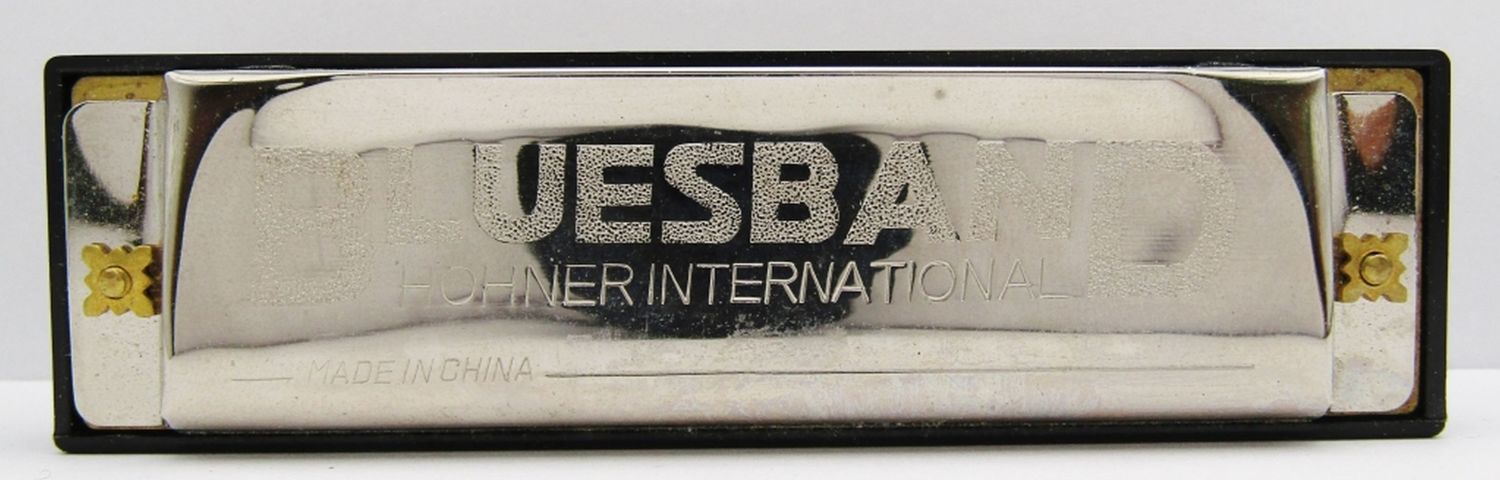 BLUESBAND
HOHNER INTERNATIONAL
MADE IN CHINA